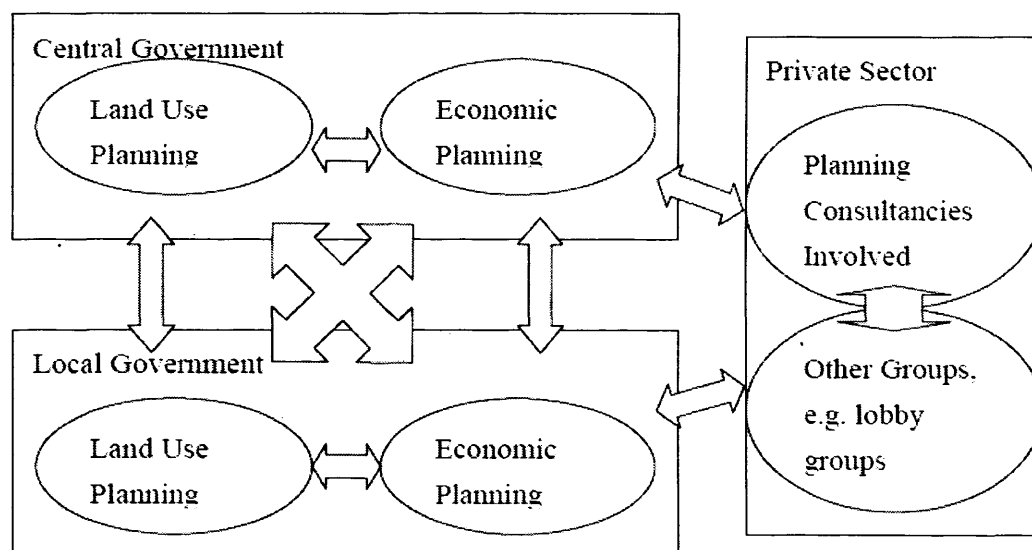 Central Government
Land Use
Planning
Economic
Planning
Private Sector
Planning
Consultancies
Involved
Local Government
Land Use
Planning
Economic
Planning
Other Groups,
e.g. lobby
groups